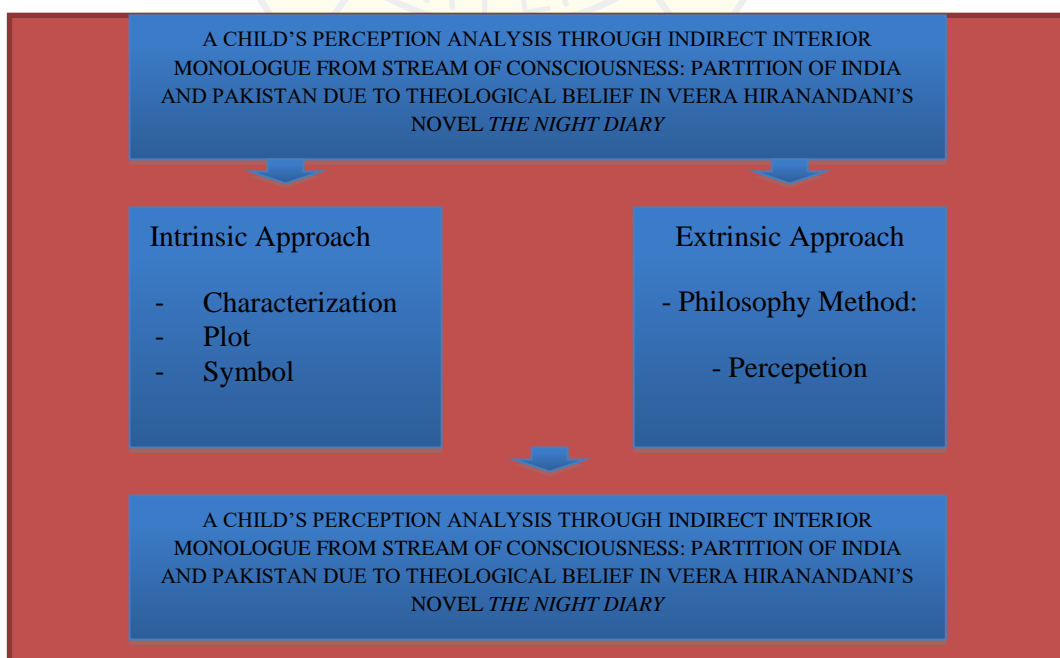 A CHILD'S PERCEPTION ANALYSIS THROUGH INDIRECT INTERIOR
MONOLOGUE FROM STREAM OF CONSCIOUSNESS: PARTITION OF INDIA
AND PAKISTAN DUE TO THEOLOGICAL BELIEF IN VEERA HIRANANDANI'S
NOVEL THE NIGHT DIARY
Intrinsic Approach
- Characterization
- Plot
- Symbol
Extrinsic Approach
- Philosophy Method:
- Percepetion
A CHILD'S PERCEPTION ANALYSIS THROUGH INDIRECT INTERIOR
MONOLOGUE FROM STREAM OF CONSCIOUSNESS: PARTITION OF INDIA
AND PAKISTAN DUE TO THEOLOGICAL BELIEF IN VEERA HIRANANDANI'S
NOVEL THE NIGHT DIARY